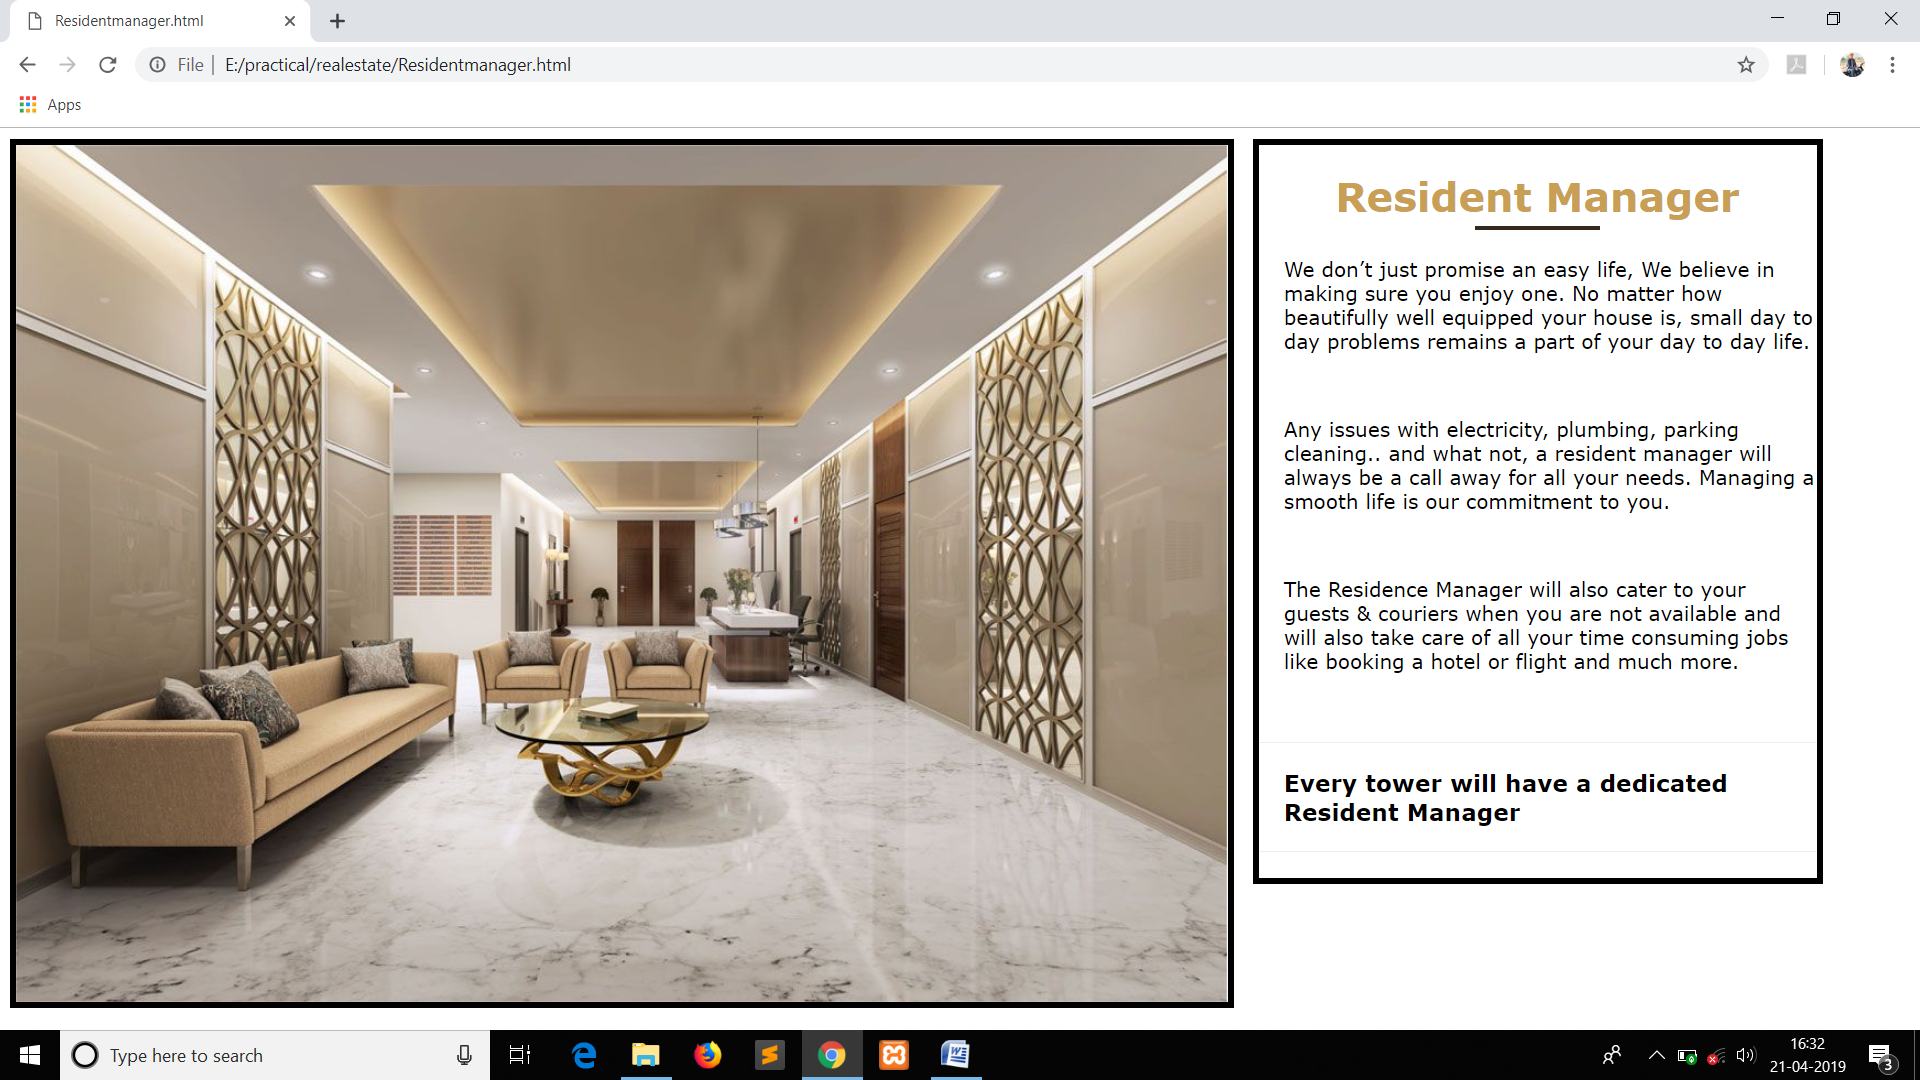 Residentmanager.html
File | E:/practical/realestate/Residentmanager.html
Apps
Resident Manager
We don’t just promise an easy life, We believe in
making sure you enjoy one. No matter how
beautifully well equipped your house is, small day to
day problems remains a part of your day to day life.
Any issues with electricity, plumbing, parking
cleaning.. and what not, a resident manager will
always be a call away for all your needs. Managing a
smooth life is our commitment to you.
The Residence Manager will also cater to your
guests & couriers when you are not available and
will also take care of all your time consuming jobs
like booking a hotel or flight and much more.
Every tower will have a dedicated
Resident Manager
Type here to search
16:32
21-04-2019
3